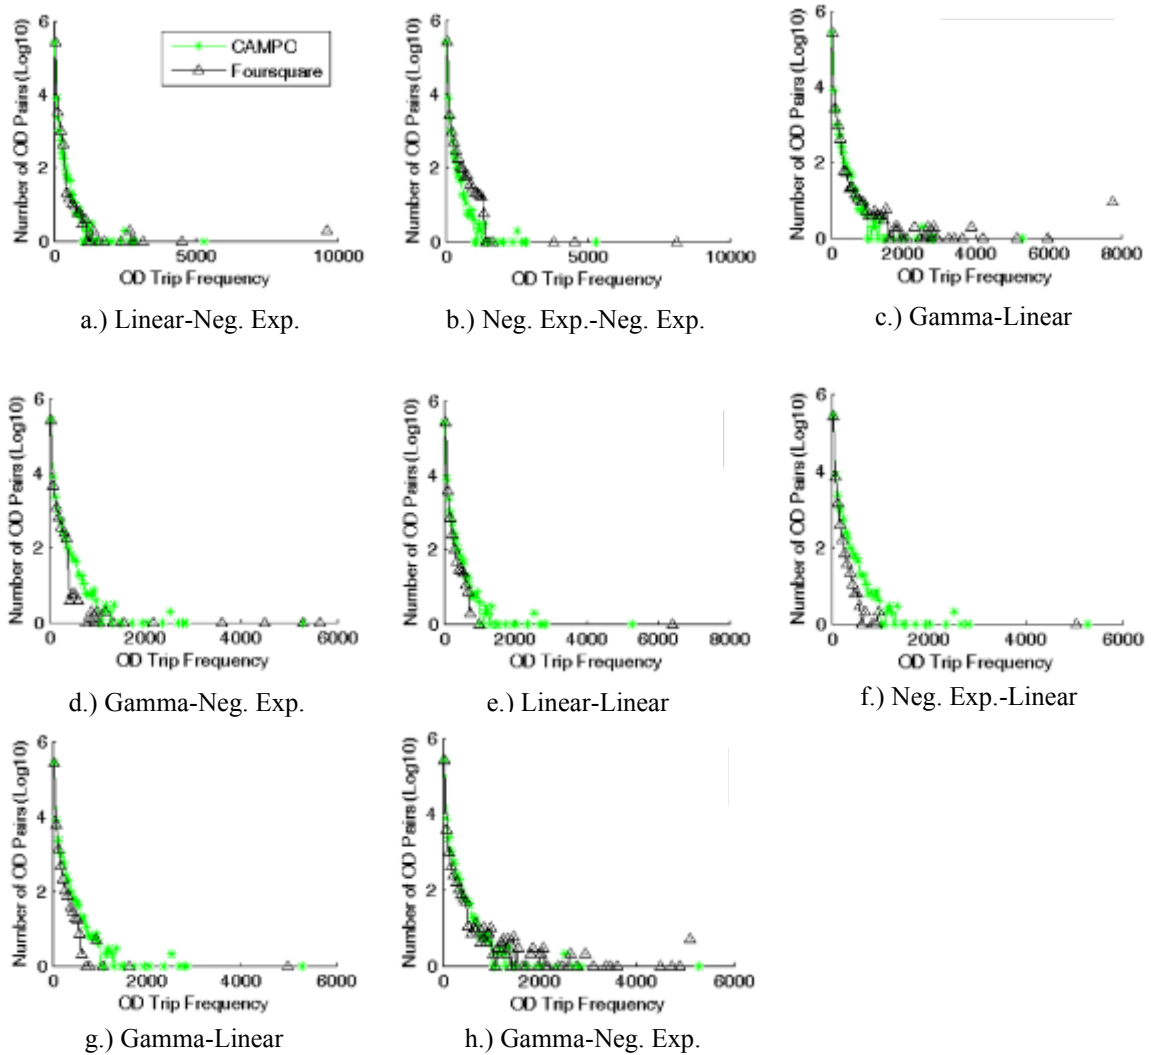 Number of OD Pairs (Log10)
6
4
2
0
0 5000 10000
OD Trip Frequency
CAMPO
Foursquare
a.) Linear-Neg. Exp.
Number of OD Pairs (Log10)
6
4
2
0
0 5000 10000
OD Trip Frequency
b.) Neg. Exp.-Neg. Exp.
Number of OD Pairs (Log10)
6
4
2
0
0 2000 4000 6000 8000
OD Trip Frequency
c.) Gamma-Linear
Number of OD Pairs (Log10)
6
4
2
0
0 2000 4000 6000
OD Trip Frequency
d.) Gamma-Neg. Exp.
Number of OD Pairs (Log10)
6
4
2
0
0 2000 4000 6000 8000
OD Trip Frequency
e.) Linear-Linear
Number of OD Pairs (Log10)
6
4
2
0
0 2000 4000 6000
OD Trip Frequency
f.) Neg. Exp.-Linear
Number of OD Pairs (Log10)
6
4
2
0
0 2000 4000 6000
OD Trip Frequency
g.) Gamma-Linear
Number of OD Pairs (Log10)
6
4
2
0
0 2000 4000 6000
OD Trip Frequency
h.) Gamma-Neg. Exp.